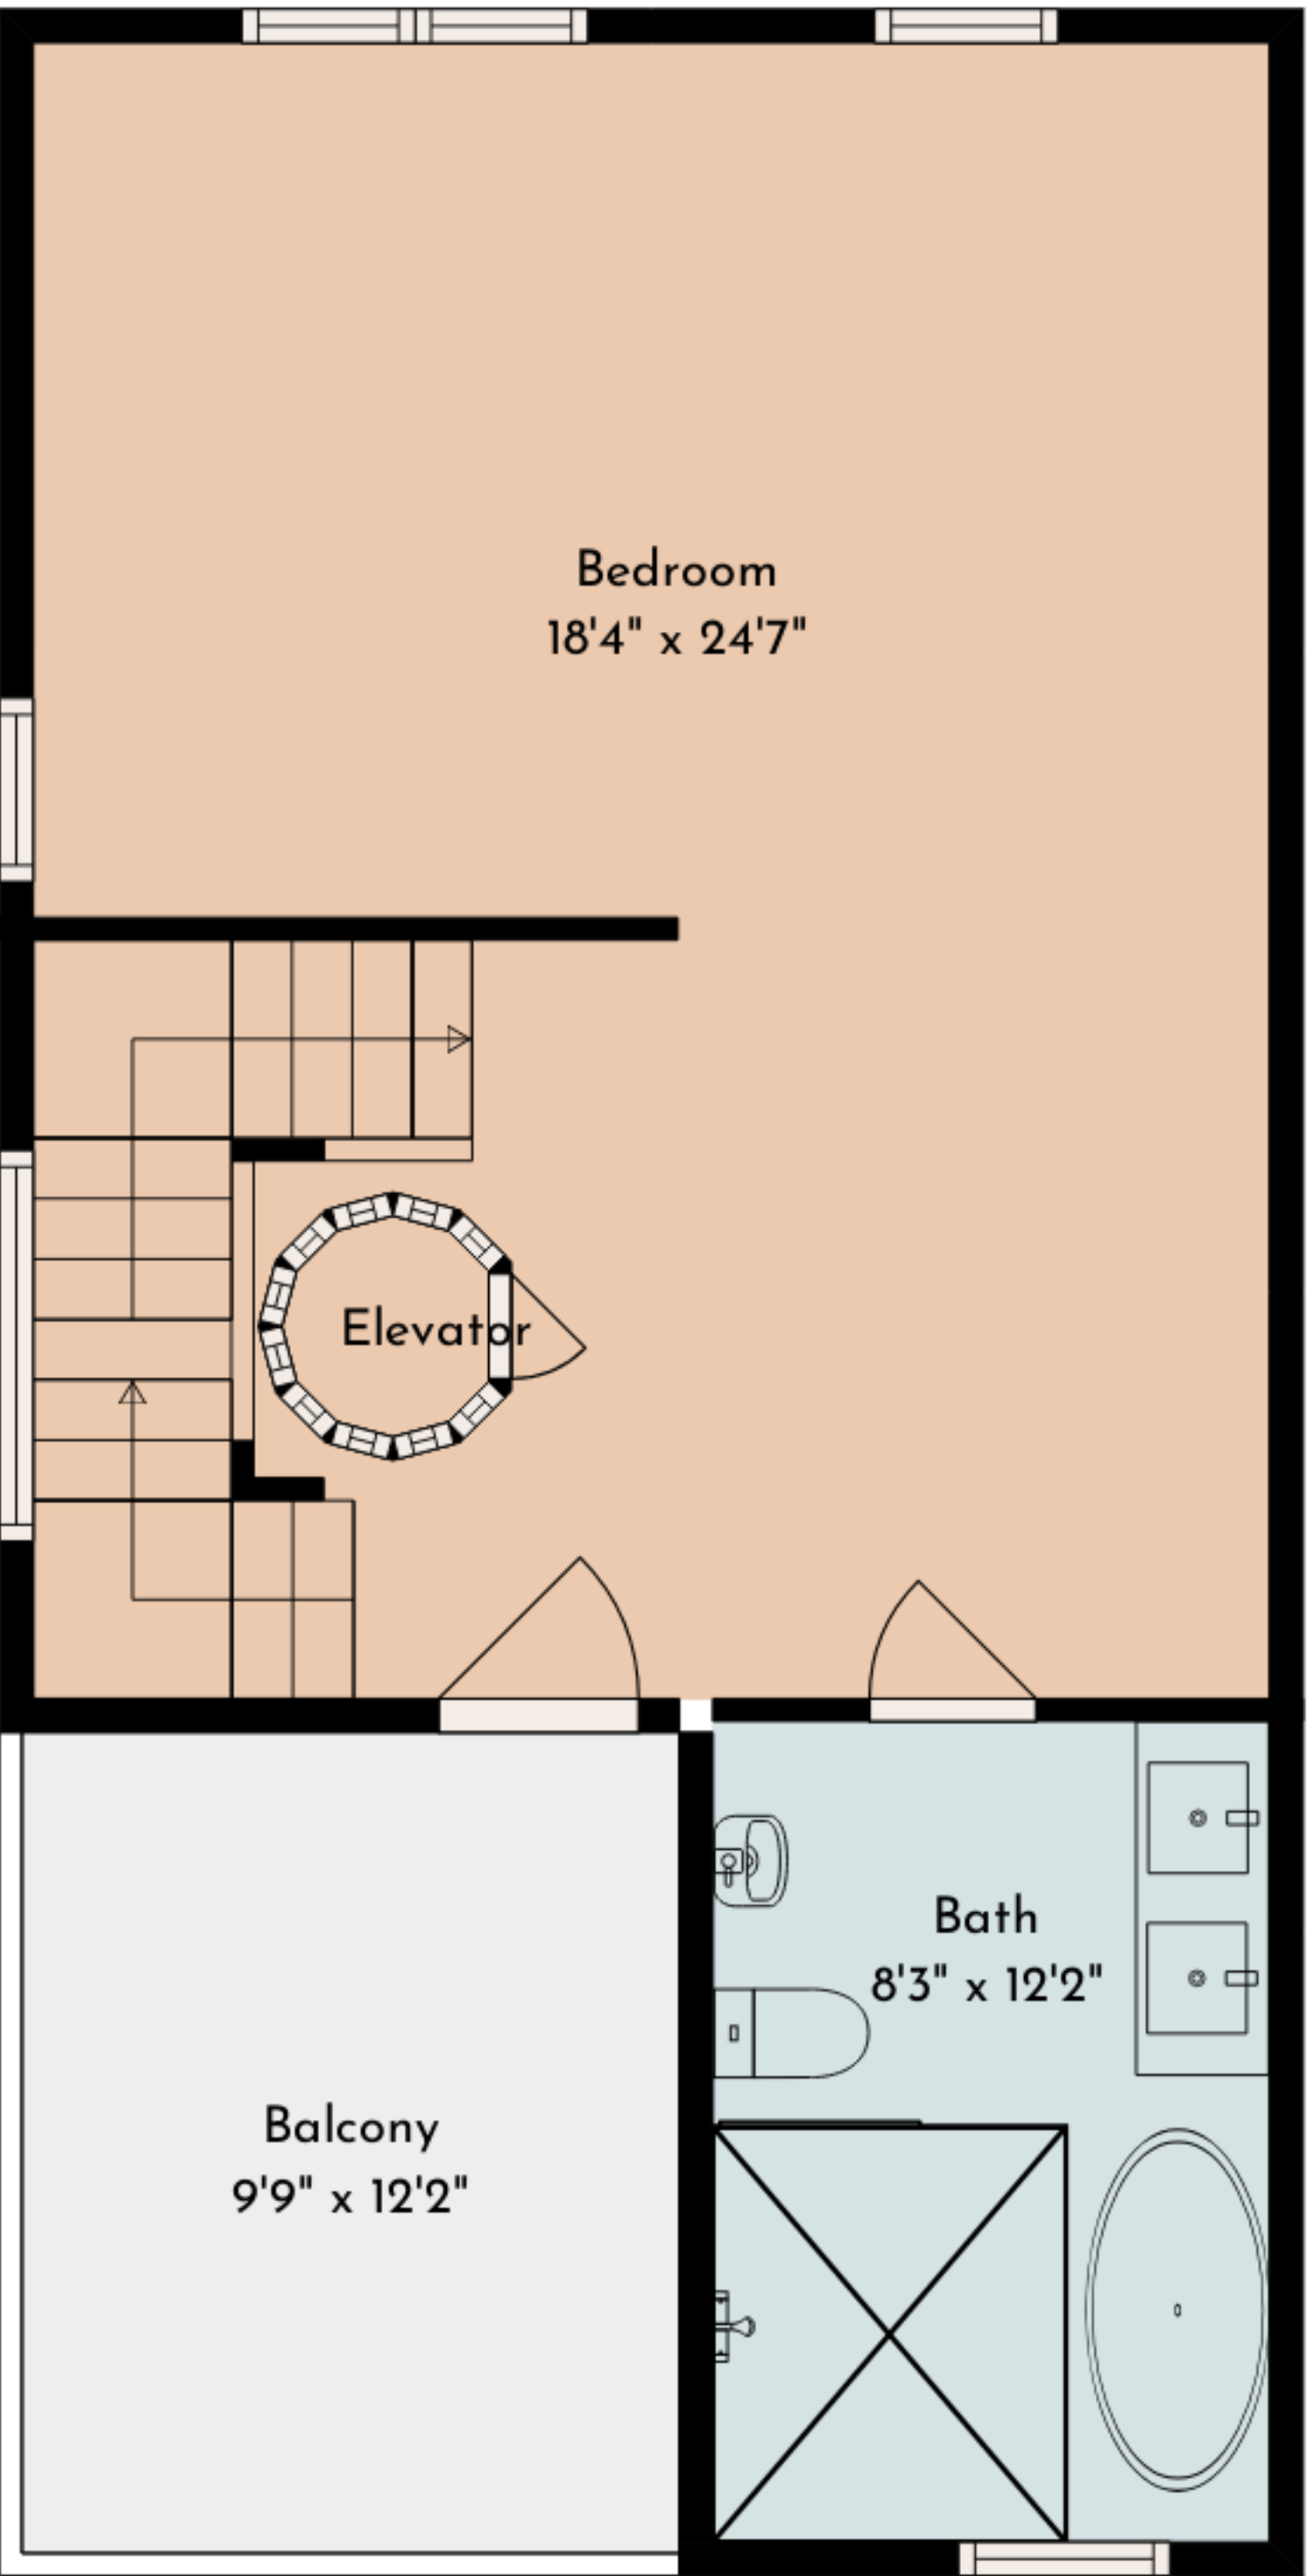 Bedroom
18'4" x 24'7"
Elevator
Bath
8'3" x 12'2"
Balcony
9'9" x 12'2"